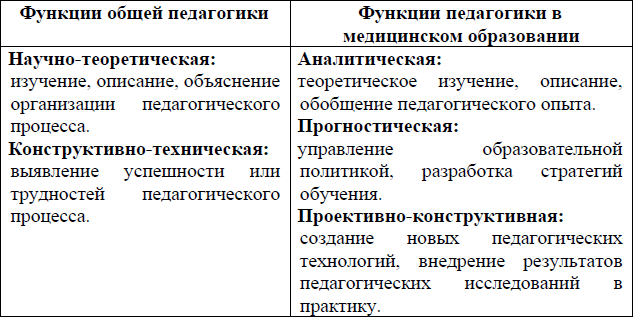 Функции общей педагогики
Функции педагогики в
медицинском образовании
Научно-теоретическая:
изучение, описание, объяснение
организации педагогического
процесса.
Конструктивно-техническая:
выявление успешности или
трудностей педагогического
процесса.
Аналитическая:
теоретическое изучение, описание,
обобщение педагогического опыта.
Прогностическая:
управление образовательной
политикой, разработка стратегий
обучения.
Проективно-конструктивная:
создание новых педагогических
технологий, внедрение результатов
педагогических исследований в
практику.